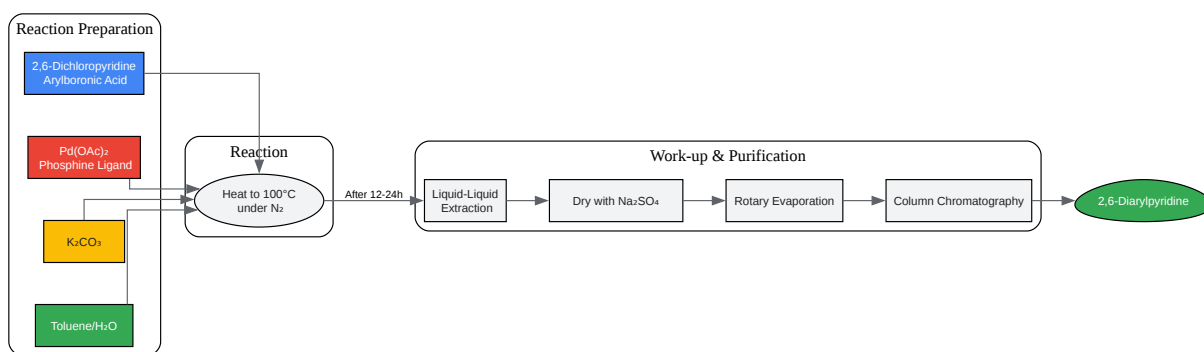 Reaction Preparation
2,6-Dichloropyridine
Arylboronic Acid
Pd(OAc)₂
Phosphine Ligand
K₂CO₃
Toluene/H₂O
Reaction
Heat to 100°C
under N₂
After 12-24h
Work-up & Purification
Liquid-Liquid
Extraction
Dry with Na₂SO₄
Rotary Evaporation
Column Chromatography
2,6-Diarylpyridine